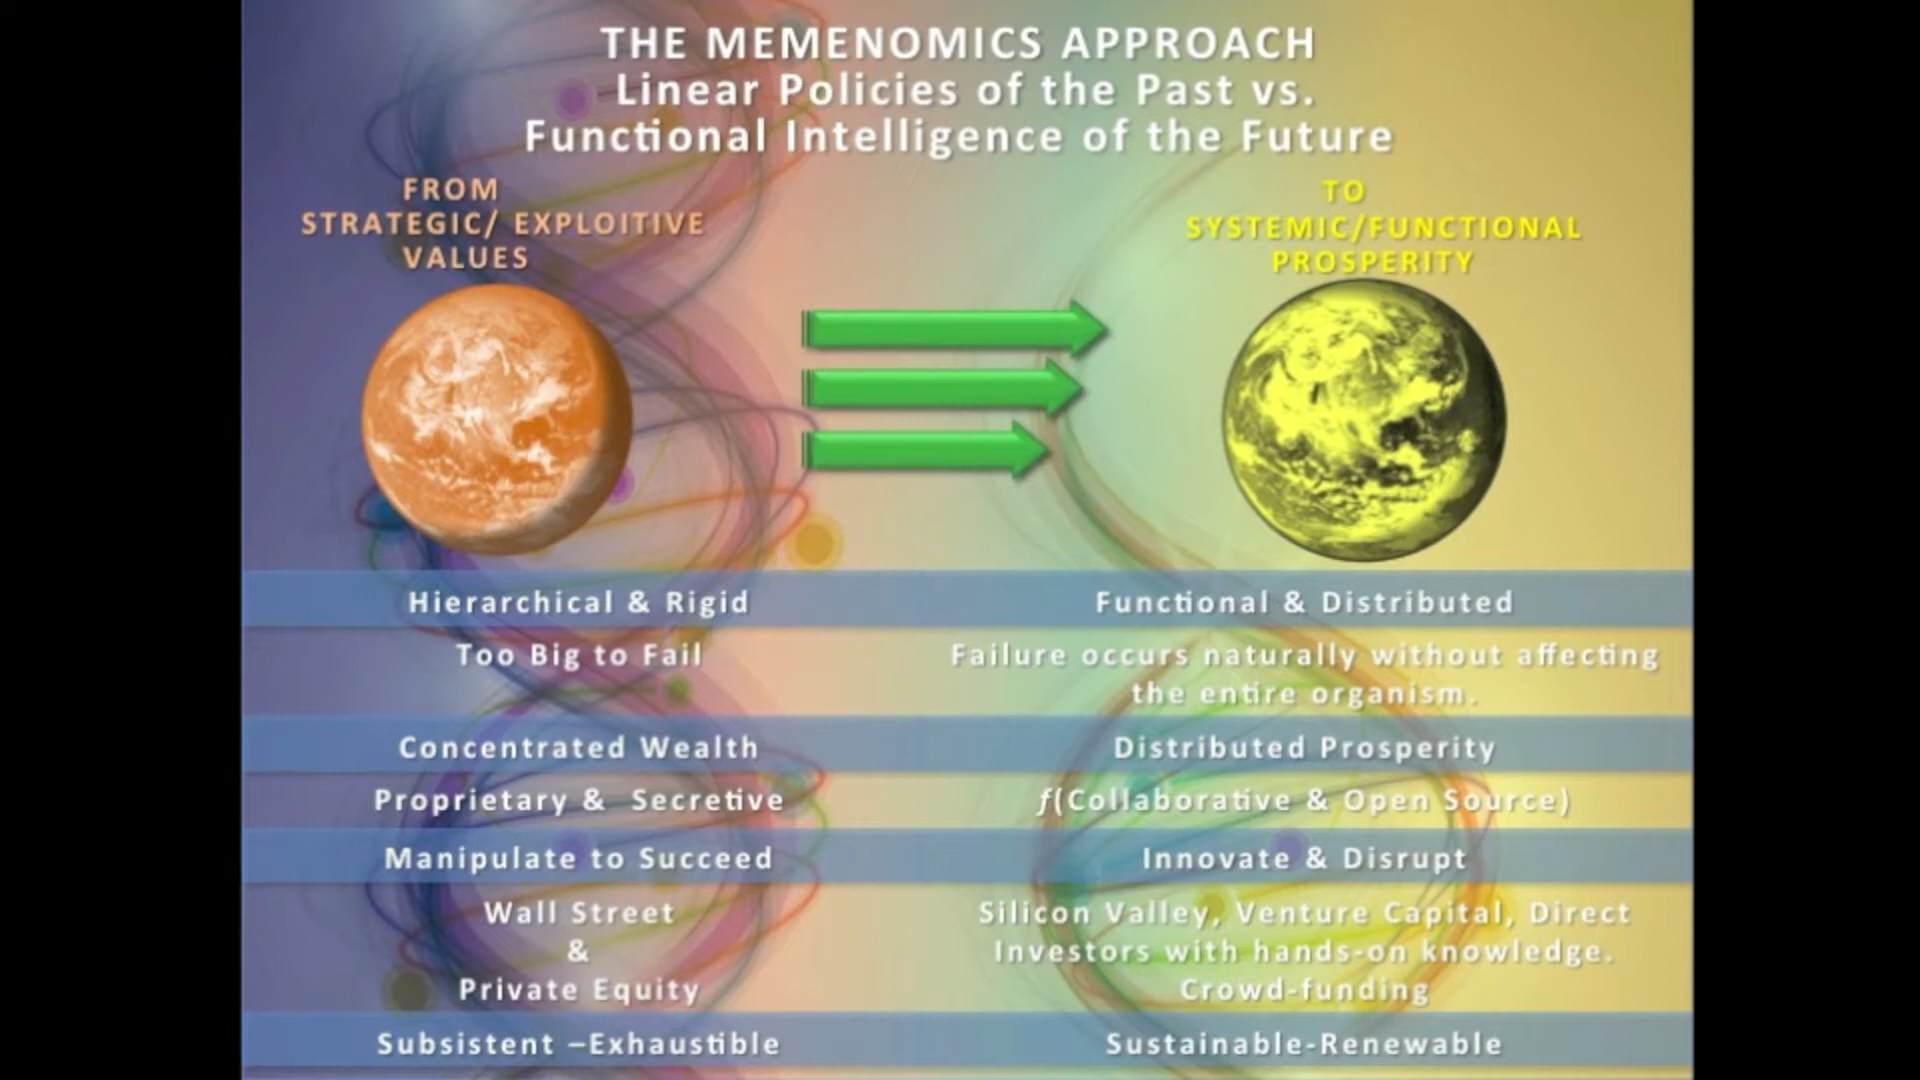 THE MEMENOMICS APPROACH
Linear Policies of the Past vs.
Functional Intelligence of the Future
FROM
STRATEGIC/ EXPLOITIVE
VALUES
TO
SYSTEMIC/FUNCTIONAL
PROSPERITY
Hierarchical & Rigid
Functional & Distributed
Too Big to Fail
Failure occurs naturally without affecting
the entire organism.
Concentrated Wealth
Distributed Prosperity
Proprietary & Secretive
f(Collaborative & Open Source)
Manipulate to Succeed
Innovate & Disrupt
Wall Street
&
Private Equity
Silicon Valley, Venture Capital, Direct
Investors with hands-on knowledge.
Crowd-funding
Subsistent –Exhaustible
Sustainable-Renewable